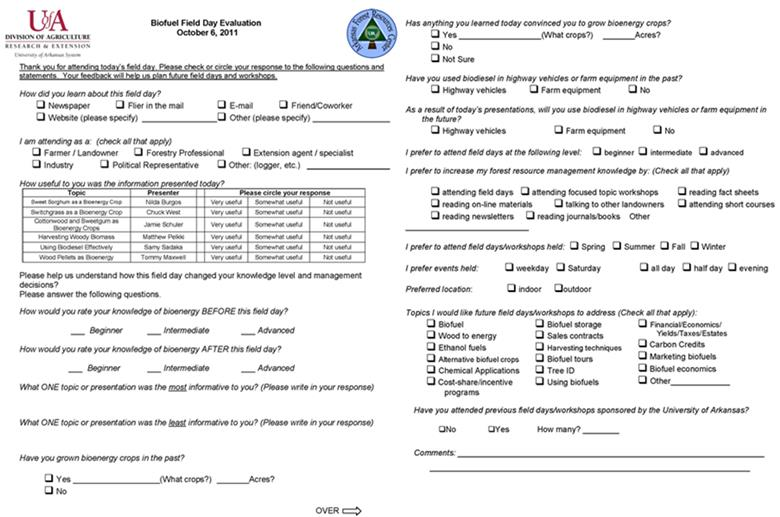 UofA
DIVISION OF AGRICULTURE
RESEARCH & EXTENSION
University of Arkansas System
Biofuel Field Day Evaluation
October 6, 2011
Arkansas Forest Resources Center
Thank you for attending today's field day. Please check or circle your response to the following questions and
statements. Your feedback will help us plan future field days and workshops.
How did you learn about this field day?
❑ Newspaper ❑ Flier in the mail ❑ E-mail ❑ Friend/Coworker
❑ Website (please specify) ____________ ❑ Other (please specify) ____________
I am attending as a: (check all that apply)
❑ Farmer / Landowner ❑ Forestry Professional ❑ Extension agent / specialist
❑ Industry ❑ Political Representative ❑ Other: (logger, etc.) ____________
How useful to you was the information presented today?
Topic Presenter Please circle your response
Sweet Sorghum as a Bioenergy Crop Nilda Burgos Very useful Somewhat useful Not useful
Switchgrass as a Bioenergy Crop Chuck West Very useful Somewhat useful Not useful
Cottonwood and Sweetgum as
Bioenergy Crops Jamie Schuler Very useful Somewhat useful Not useful
Harvesting Woody Biomass Matthew Pelkki Very useful Somewhat useful Not useful
Using Biodiesel Effectively Samy Sadaka Very useful Somewhat useful Not useful
Wood Pellets as Bioenergy Tommy Maxwell Very useful Somewhat useful Not useful
Please help us understand how this field day changed your knowledge level and management
decisions?
Please answer the following questions.
How would you rate your knowledge of bioenergy BEFORE this field day?
___ Beginner ___ Intermediate ___ Advanced
How would you rate your knowledge of bioenergy AFTER this field day?
___ Beginner ___ Intermediate ___ Advanced
What ONE topic or presentation was the most informative to you? (Please write in your response)
What ONE topic or presentation was the least informative to you? (Please write in your response)
Have you grown bioenergy crops in the past?
❑ Yes ____________(What crops?) ______Acres?
❑ No
OVER
Has anything you learned today convinced you to grow bioenergy crops?
❑ Yes ____________(What crops?) ______Acres?
❑ No
❑ Not Sure
Have you used biodiesel in highway vehicles or farm equipment in the past?
❑ Highway vehicles ❑ Farm equipment ❑ No
As a result of today's presentations, will you use biodiesel in highway vehicles or farm equipment in
the future?
❑ Highway vehicles ❑ Farm equipment ❑ No
I prefer to attend field days at the following level: ❑ beginner ❑ intermediate ❑ advanced
I prefer to increase my forest resource management knowledge by: (Check all that apply)
❑ attending field days ❑ attending focused topic workshops ❑ reading fact sheets
❑ reading on-line materials ❑ talking to other landowners ❑ attending short courses
❑ reading newsletters ❑ reading journals/books Other
____________
I prefer to attend field days/workshops held: ❑ Spring ❑ Summer ❑ Fall ❑ Winter
I prefer events held: ❑ weekday ❑ Saturday ❑ all day ❑ half day ❑ evening
Preferred location: ❑ indoor ❑outdoor
Topics I would like future field days/workshops to address (Check all that apply):
❑ Biofuel ❑ Biofuel storage ❑ Financial/Economics/
Yields/Taxes/Estates
❑ Wood to energy ❑ Sales contracts
❑ Ethanol fuels ❑ Harvesting techniques ❑ Carbon Credits
❑ Alternative biofuel crops ❑ Biofuel tours ❑ Marketing biofuels
❑ Chemical Applications ❑ Tree ID ❑ Biofuel economics
❑ Cost-share/incentive
programs ❑ Using biofuels ❑ Other____________
Have you attended previous field days/workshops sponsored by the University of Arkansas?
❑No ❑Yes How many? _______
Comments: ____________